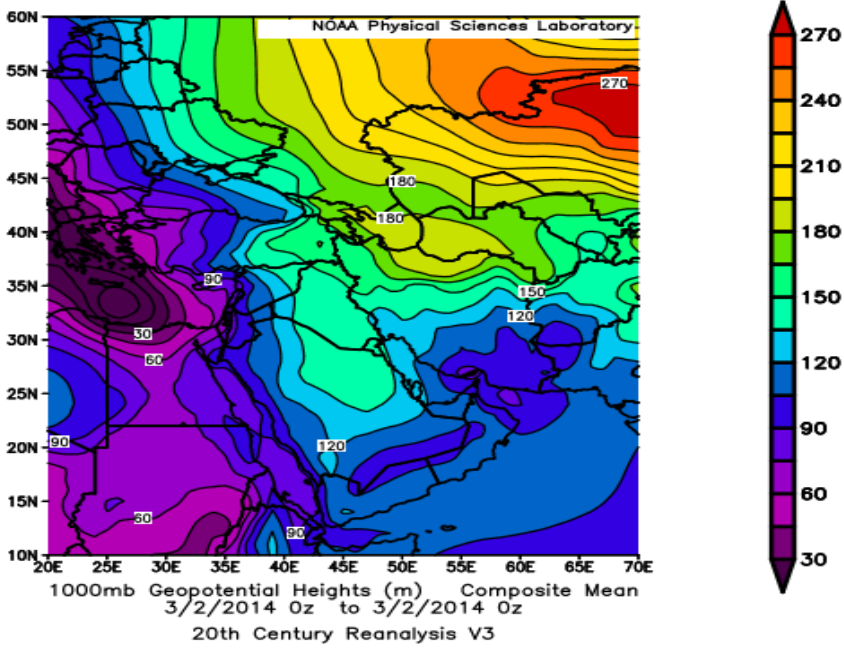 60N
NOAA Physical Sciences Laboratory
270
55N
270
240
50N
210
45N
180
180
180
40N
35N
90
150
150
120
30
30N
60
120
25N
90
20N
90
120
15N
60
60
90
10N
30
20E 25E 30E 35E 40E 45E 50E 55E 60E 65E 70E
1000mb Geopotential Heights (m) Composite Mean
3/2/2014 0z to 3/2/2014 0z
20th Century Reanalysis V3